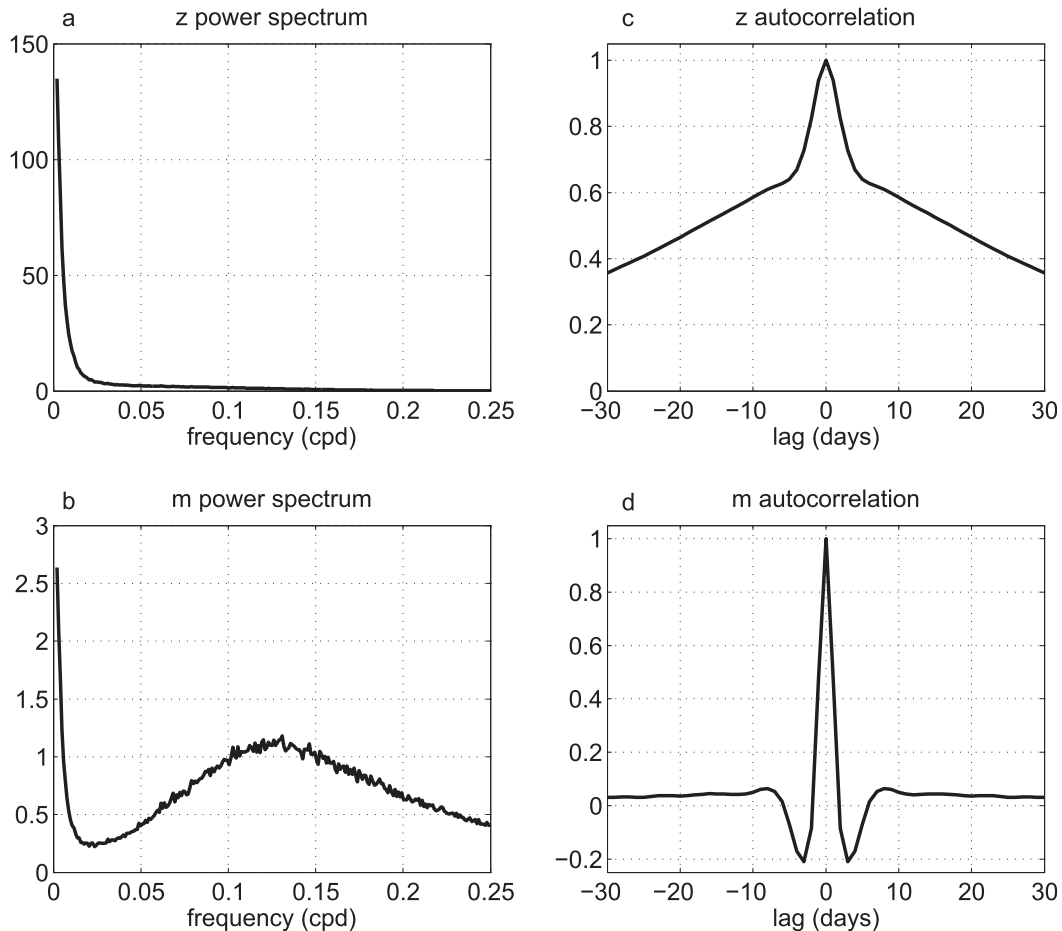 a z power spectrum
150
100
50
0
0 0.05 0.1 0.15 0.2 0.25
frequency (cpd)
c z autocorrelation
1
0.8
0.6
0.4
0.2
0
−30 −20 −10 0 10 20 30
lag (days)
b m power spectrum
3
2.5
2
1.5
1
0.5
0
0 0.05 0.1 0.15 0.2 0.25
frequency (cpd)
d m autocorrelation
1
0.8
0.6
0.4
0.2
0
−0.2
−30 −20 −10 0 10 20 30
lag (days)